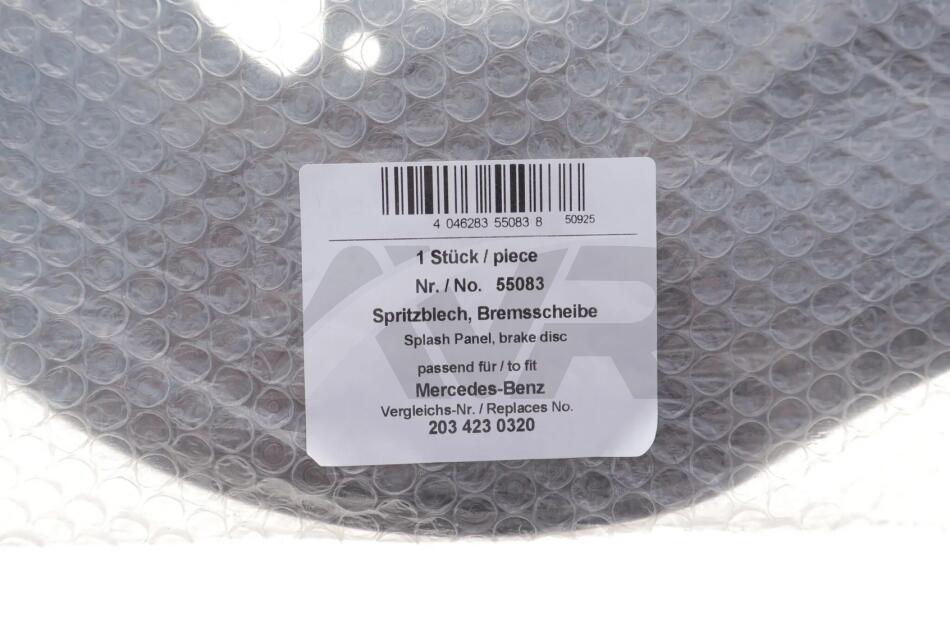 4 046283 55083 8 50925
1 Stück / piece
Nr. / No. 55083
Spritzblech, Bremsscheibe
Splash Panel, brake disc
passend für / to fit
Mercedes-Benz
Vergleichs-Nr. / Replaces No.
203 423 0320